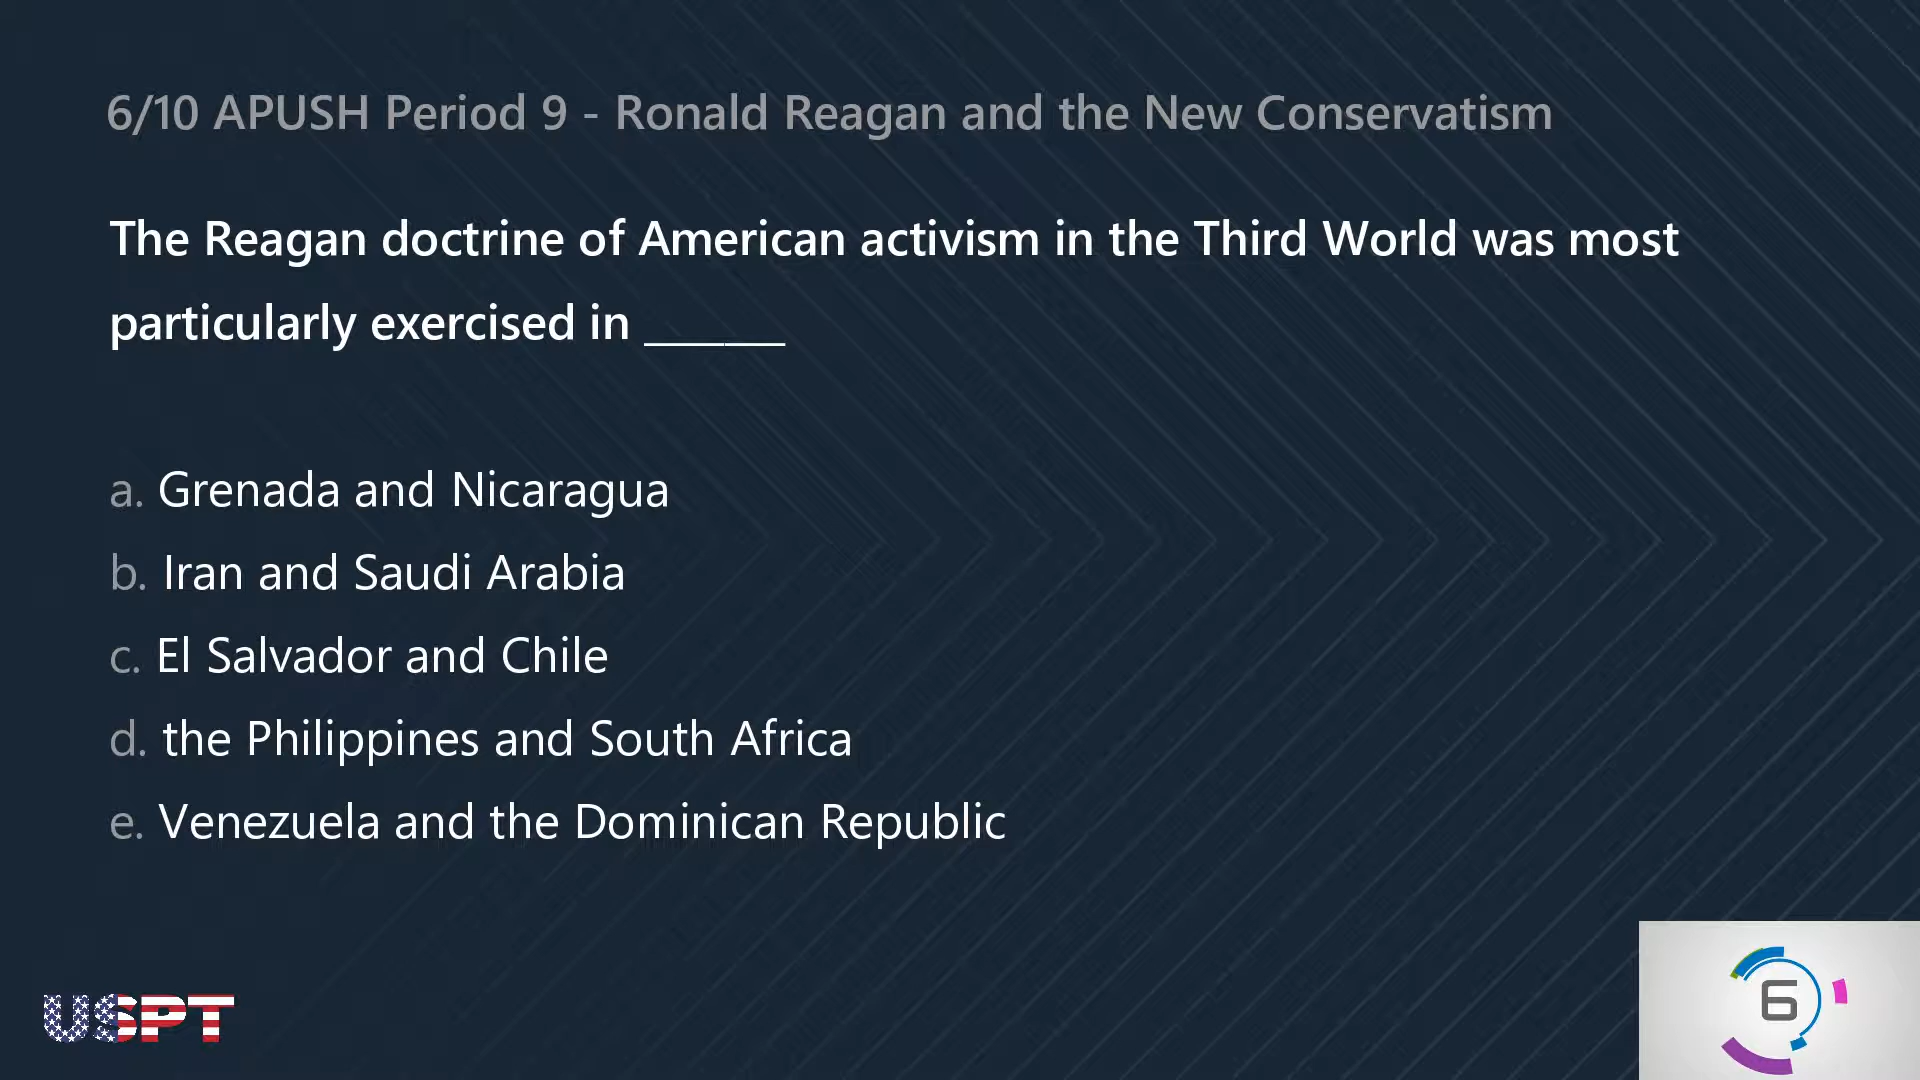 6/10 APUSH Period 9 - Ronald Reagan and the New Conservatism
The Reagan doctrine of American activism in the Third World was most
particularly exercised in _______
a. Grenada and Nicaragua
b. Iran and Saudi Arabia
c. El Salvador and Chile
d. the Philippines and South Africa
e. Venezuela and the Dominican Republic
USPT
6